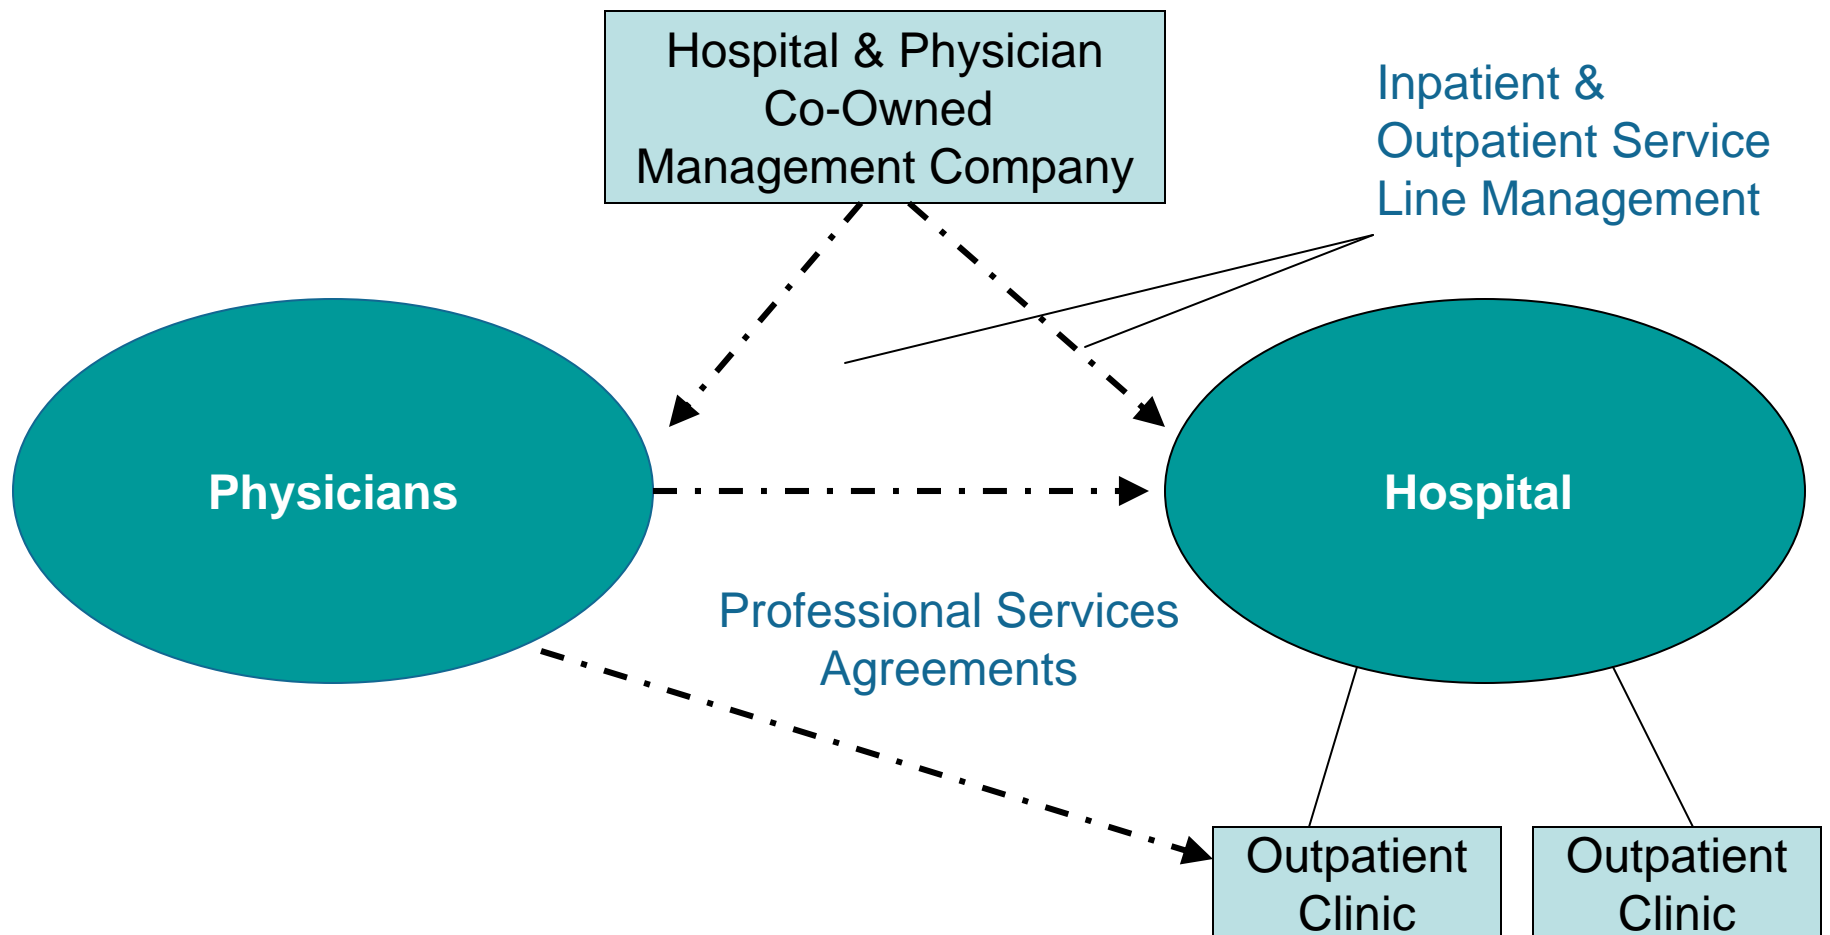 Hospital & Physician
Co-Owned
Management Company
Inpatient &
Outpatient Service
Line Management
Physicians
Hospital
Professional Services
Agreements
Outpatient
Clinic
Outpatient
Clinic